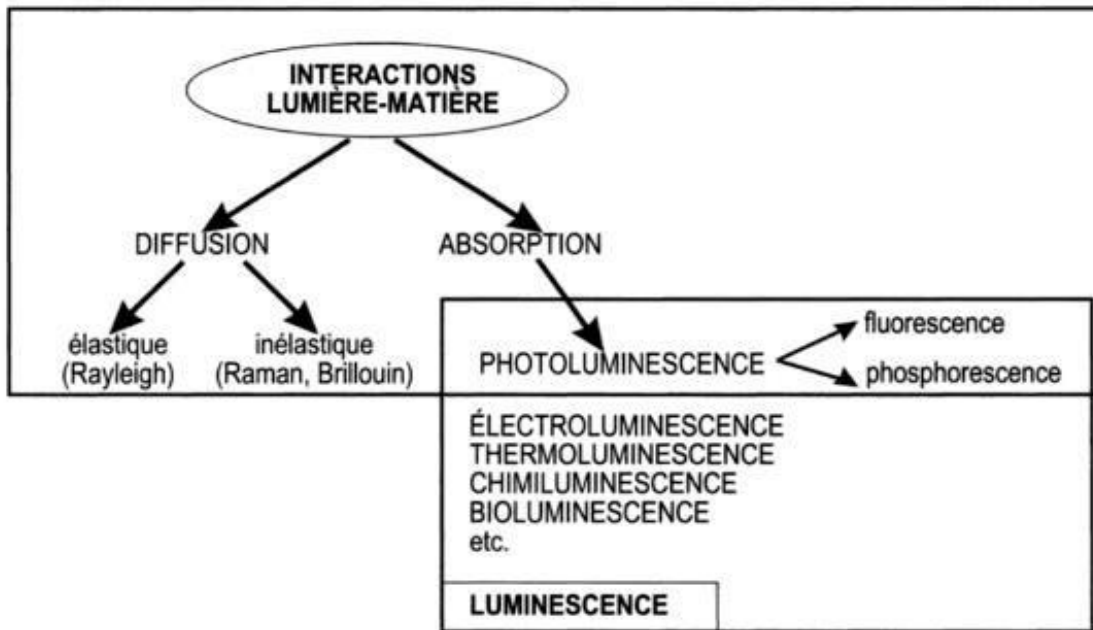 INTERACTIONS
LUMIÈRE-MATIÈRE
DIFFUSION
ABSORPTION
élastique
(Rayleigh)
inélastique
(Raman, Brillouin)
PHOTOLUMINESCENCE
fluorescence
phosphorescence
ÉLECTROLUMINESCENCE
THERMOLUMINESCENCE
CHIMILUMINESCENCE
BIOLUMINESCENCE
etc.
LUMINESCENCE